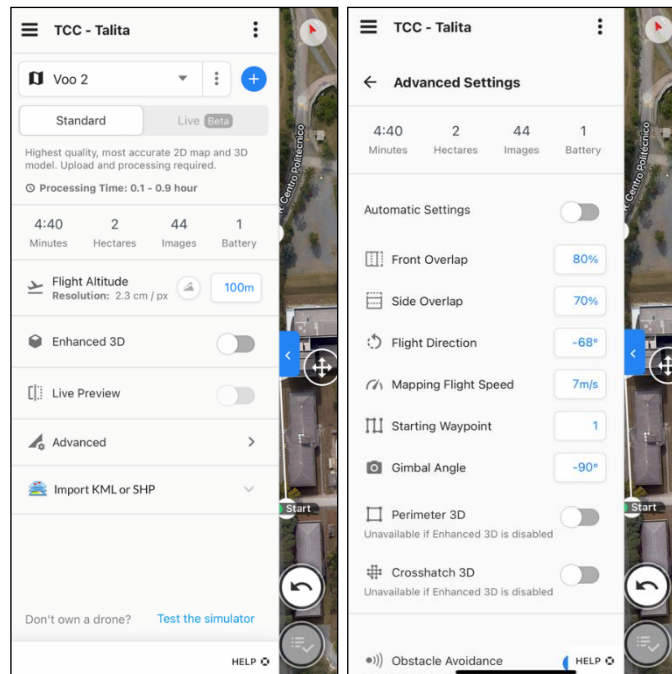 TCC - Talita
Voo 2
Standard
Live Beta
Highest quality, most accurate 2D map and 3D
model. Upload and processing required.
Processing Time: 0.1 - 0.9 hour
4:40 2 44 1
Minutes Hectares Images Battery
Flight Altitude
Resolution: 2.3 cm / px
100m
Enhanced 3D
Live Preview
Advanced
Import KML or SHP
Don't own a drone? Test the simulator
HELP
Centro Politécnico
Start
TCC - Talita
Advanced Settings
4:40 2 44 1
Minutes Hectares Images Battery
Automatic Settings
Front Overlap 80%
Side Overlap 70%
Flight Direction -68°
Mapping Flight Speed 7m/s
Starting Waypoint 1
Gimbal Angle -90°
Perimeter 3D
Unavailable if Enhanced 3D is disabled
Crosshatch 3D
Unavailable if Enhanced 3D is disabled
Obstacle Avoidance
HELP
Centro Politécnico
Start